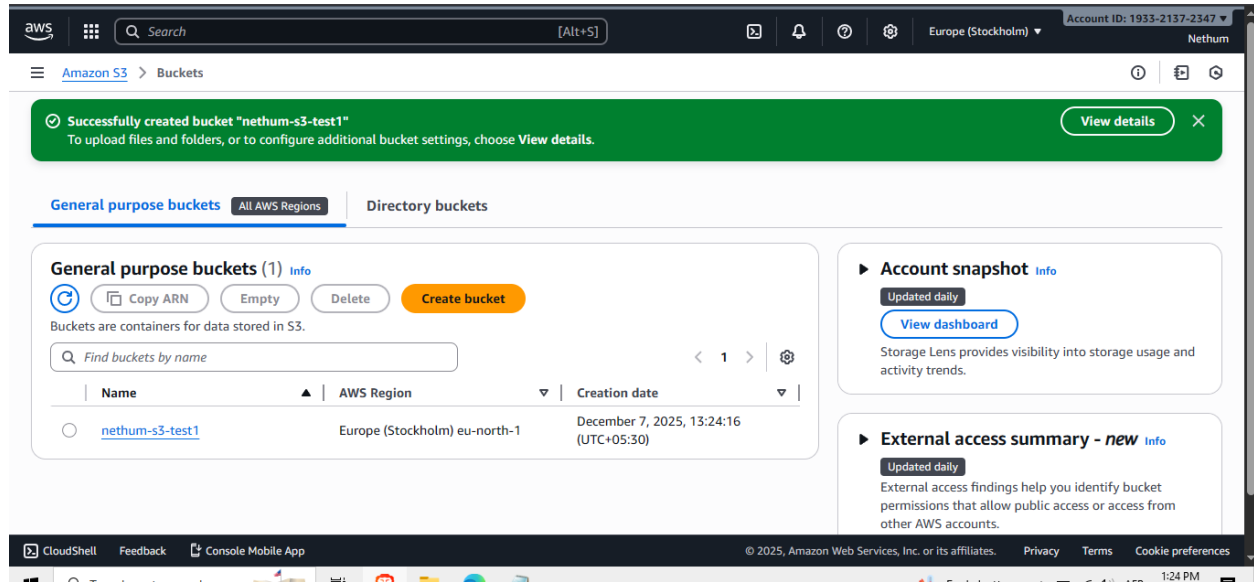 aws
Search [Alt+S]
Europe (Stockholm) ▼
Account ID: 1933-2137-2347 ▼
Nethum
Amazon S3 > Buckets
Successfully created bucket "nethum-s3-test1"
To upload files and folders, or to configure additional bucket settings, choose View details.
View details
General purpose buckets All AWS Regions
Directory buckets
General purpose buckets (1) Info
Copy ARN
Empty
Delete
Create bucket
Buckets are containers for data stored in S3.
Find buckets by name
< 1 >
Name
AWS Region
Creation date
nethum-s3-test1
Europe (Stockholm) eu-north-1
December 7, 2025, 13:24:16
(UTC+05:30)
Account snapshot Info
Updated daily
View dashboard
Storage Lens provides visibility into storage usage and
activity trends.
External access summary - new Info
Updated daily
External access findings help you identify bucket
permissions that allow public access or access from
other AWS accounts.
CloudShell
Feedback
Console Mobile App
© 2025, Amazon Web Services, Inc. or its affiliates.
Privacy
Terms
Cookie preferences
1:24 PM